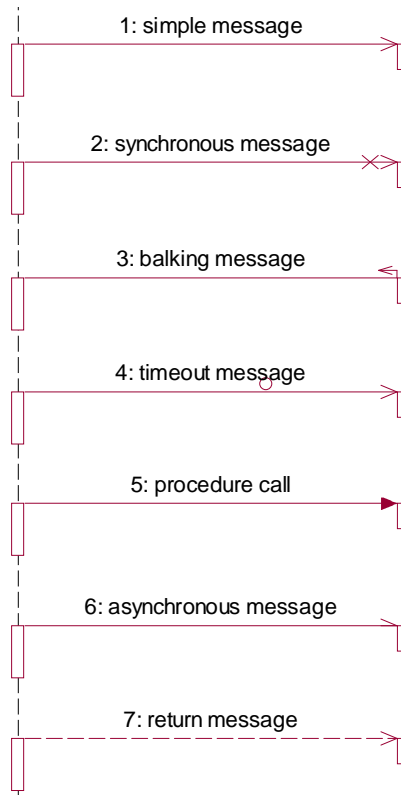 1: simple message
2: synchronous message
3: balking message
4: timeout message
5: procedure call
6: asynchronous message
7: return message